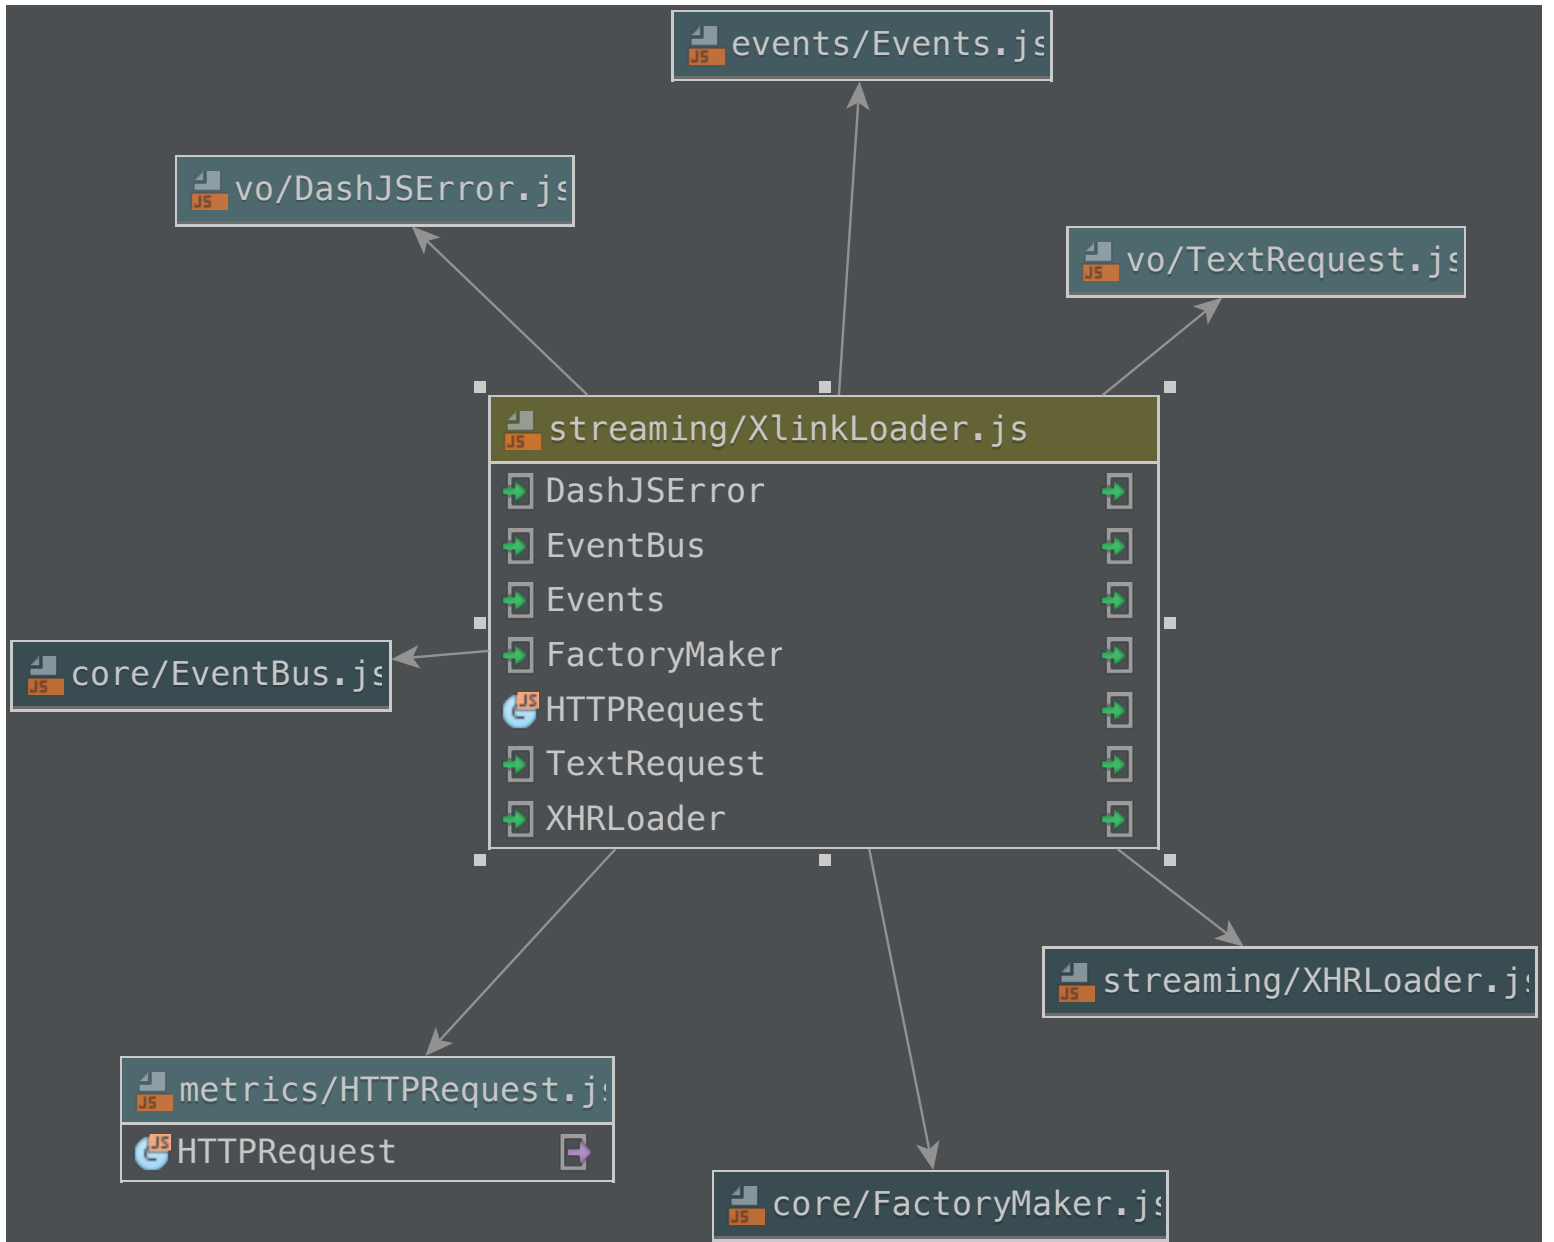 events/Events.js
vo/DashJSError.js
vo/TextRequest.js
streaming/XlinkLoader.js
DashJSError
EventBus
Events
FactoryMaker
HTTPRequest
TextRequest
XHRLoader
core/EventBus.js
streaming/XHRLoader.js
metrics/HTTPRequest.js
HTTPRequest
core/FactoryMaker.js